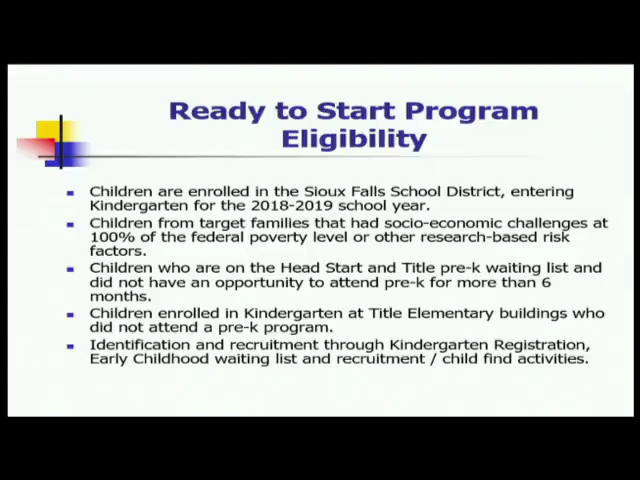 Ready to Start Program
Eligibility
Children are enrolled in the Sioux Falls School District, entering
Kindergarten for the 2018-2019 school year.
Children from target families that had socio-economic challenges at
100% of the federal poverty level or other research-based risk
factors.
Children who are on the Head Start and Title pre-k waiting list and
did not have an opportunity to attend pre-k for more than 6
months.
Children enrolled in Kindergarten at Title Elementary buildings who
did not attend a pre-k program.
Identification and recruitment through Kindergarten Registration,
Early Childhood waiting list and recruitment / child find activities.